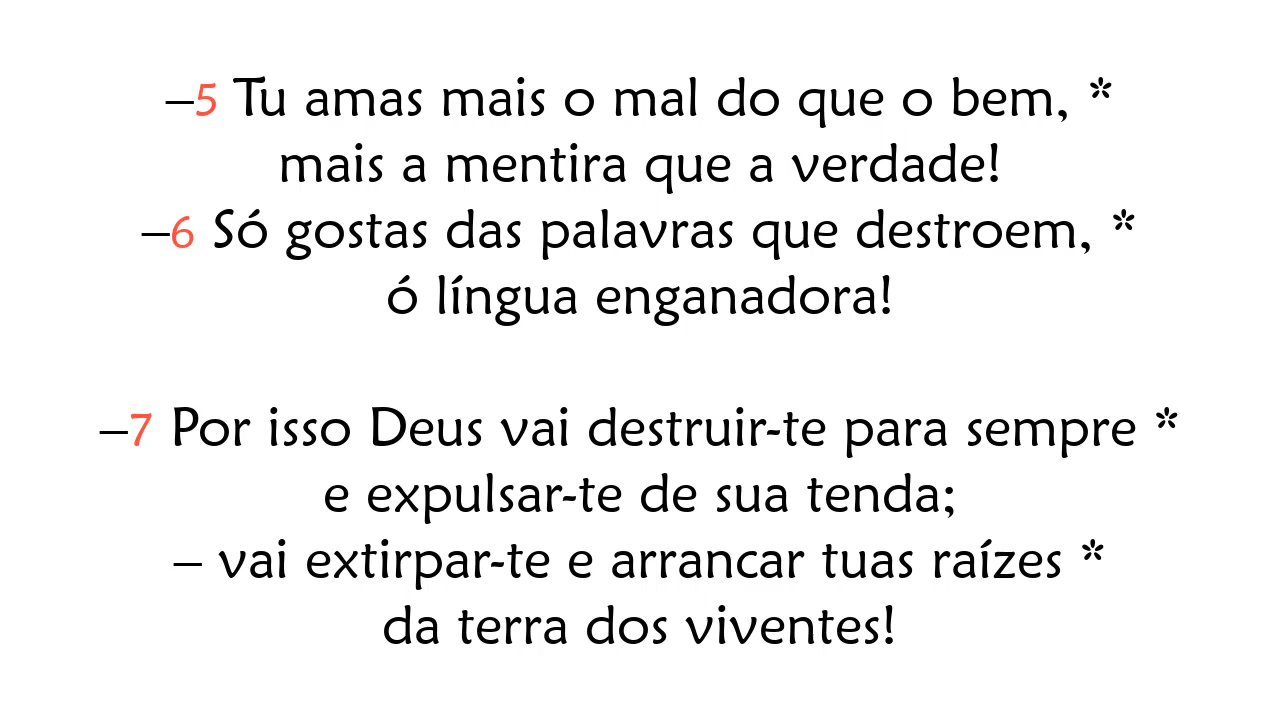 –5 Tu amas mais o mal do que o bem, *
mais a mentira que a verdade!
–6 Só gostas das palavras que destroem, *
ó língua enganadora!
–7 Por isso Deus vai destruir-te para sempre *
e expulsar-te de sua tenda;
– vai extirpar-te e arrancar tuas raízes *
da terra dos viventes!